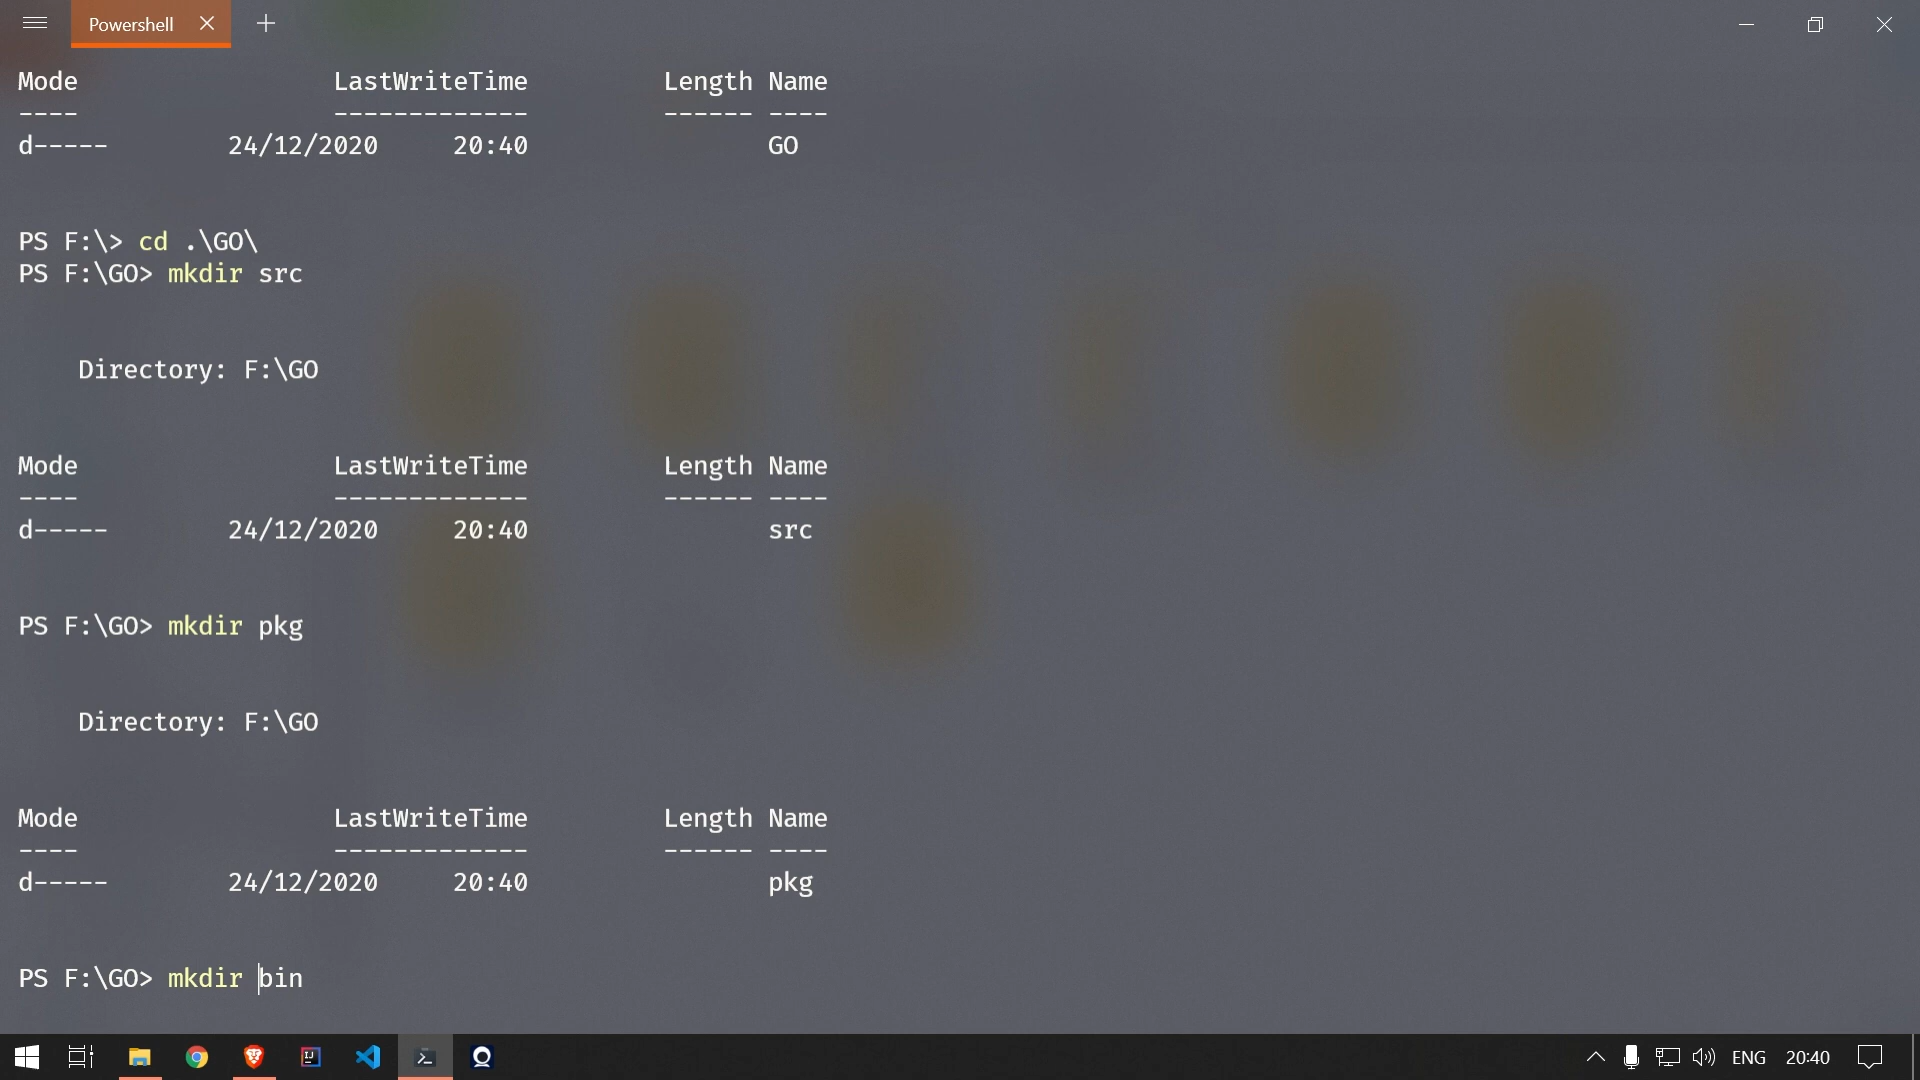 Powershell
Mode                LastWriteTime         Length Name
----                -------------         ------ ----
d-----       24/12/2020     20:40                GO
PS F:\> cd .\GO\
PS F:\GO> mkdir src
Directory: F:\GO
Mode                LastWriteTime         Length Name
----                -------------         ------ ----
d-----       24/12/2020     20:40                src
PS F:\GO> mkdir pkg
Directory: F:\GO
Mode                LastWriteTime         Length Name
----                -------------         ------ ----
d-----       24/12/2020     20:40                pkg
PS F:\GO> mkdir bin
IJ
ENG 20:40